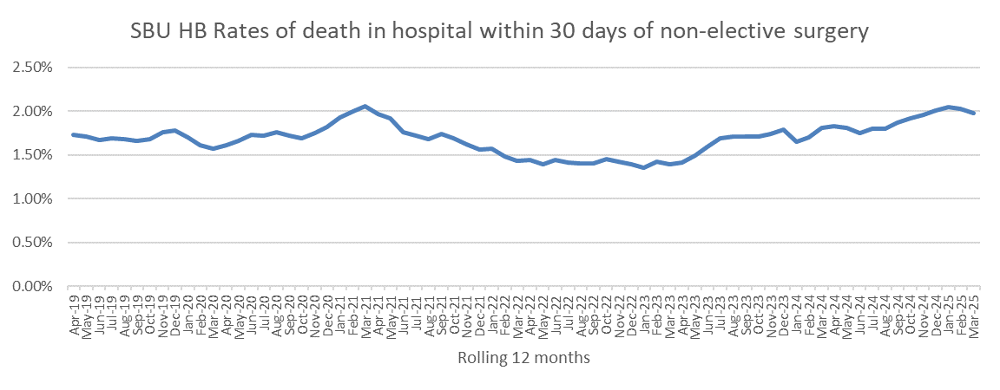 SBU HB Rates of death in hospital within 30 days of non-elective surgery
2.50%
2.00%
1.50%
1.00%
0.50%
0.00%
Apr-19
May-19
Jun-19
Jul-19
Aug-19
Sep-19
Oct-19
Nov-19
Dec-19
Jan-20
Feb-20
Mar-20
Apr-20
May-20
Jun-20
Jul-20
Aug-20
Sep-20
Oct-20
Nov-20
Dec-20
Jan-21
Feb-21
Mar-21
Apr-21
May-21
Jun-21
Jul-21
Aug-21
Sep-21
Oct-21
Nov-21
Dec-21
Jan-22
Feb-22
Mar-22
Apr-22
May-22
Jun-22
Jul-22
Aug-22
Sep-22
Oct-22
Nov-22
Dec-22
Jan-23
Feb-23
Mar-23
Apr-23
May-23
Jun-23
Jul-23
Aug-23
Sep-23
Oct-23
Nov-23
Dec-23
Jan-24
Feb-24
Mar-24
Apr-24
May-24
Jun-24
Jul-24
Aug-24
Sep-24
Oct-24
Nov-24
Dec-24
Jan-25
Feb-25
Mar-25
Rolling 12 months